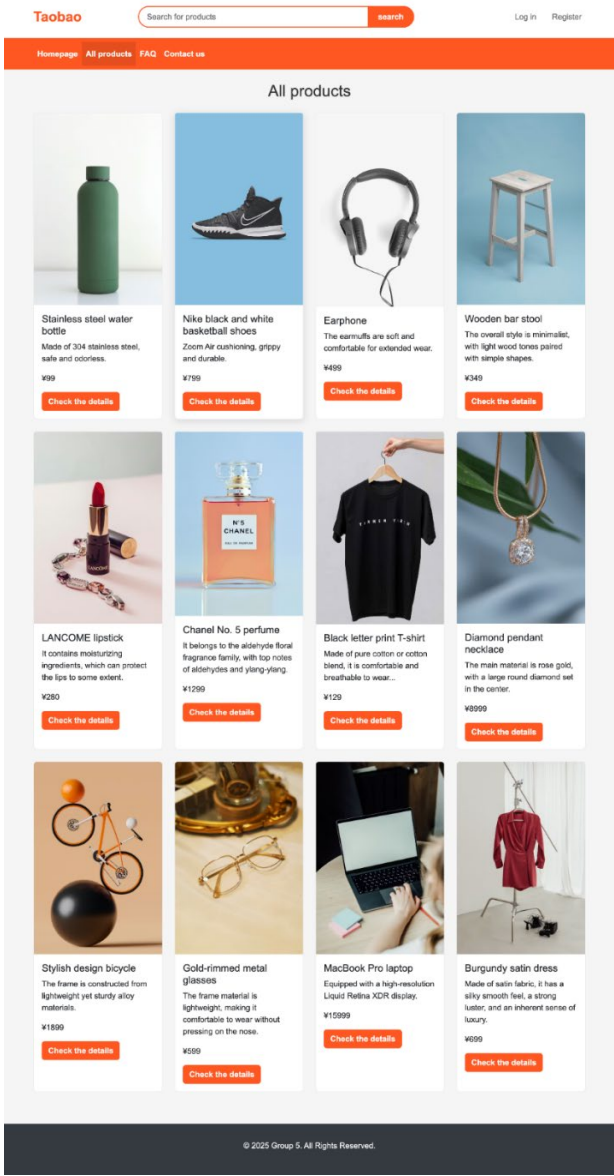 Taobao
Search for products
search
Log in
Register
Homepage
All products
FAQ
Contact us
All products
Stainless steel water
bottle
Made of 304 stainless steel,
safe and odorless.
¥99
Check the details
Nike black and white
basketball shoes
Zoom Air cushioning, grippy
and durable.
¥799
Check the details
Earphone
The earmuffs are soft and
comfortable for extended wear.
¥499
Check the details
Wooden bar stool
The overall style is minimalist,
with light wood tones paired
with simple shapes.
¥349
Check the details
LANCOME
LANCOME lipstick
It contains moisturizing
ingredients, which can protect
the lips to some extent.
¥280
Check the details
N°5
CHANEL
EAU DE PARFUM
Chanel No. 5 perfume
It belongs to the aldehyde floral
fragrance family, with top notes
of aldehydes and ylang-ylang.
¥1299
Check the details
Black letter print T-shirt
Made of pure cotton or cotton
blend, it is comfortable and
breathable to wear...
¥129
Check the details
Diamond pendant
necklace
The main material is rose gold,
with a large round diamond set
in the center.
¥8999
Check the details
Stylish design bicycle
The frame is constructed from
lightweight yet sturdy alloy
materials.
¥1899
Check the details
Gold-rimmed metal
glasses
The frame material is
lightweight, making it
comfortable to wear without
pressing on the nose.
¥599
Check the details
MacBook Pro laptop
Equipped with a high-resolution
Liquid Retina XDR display.
¥15999
Check the details
Burgundy satin dress
Made of satin fabric, it has a
silky smooth feel, a strong
luster, and an inherent sense of
luxury.
¥699
Check the details
© 2025 Group 5. All Rights Reserved.